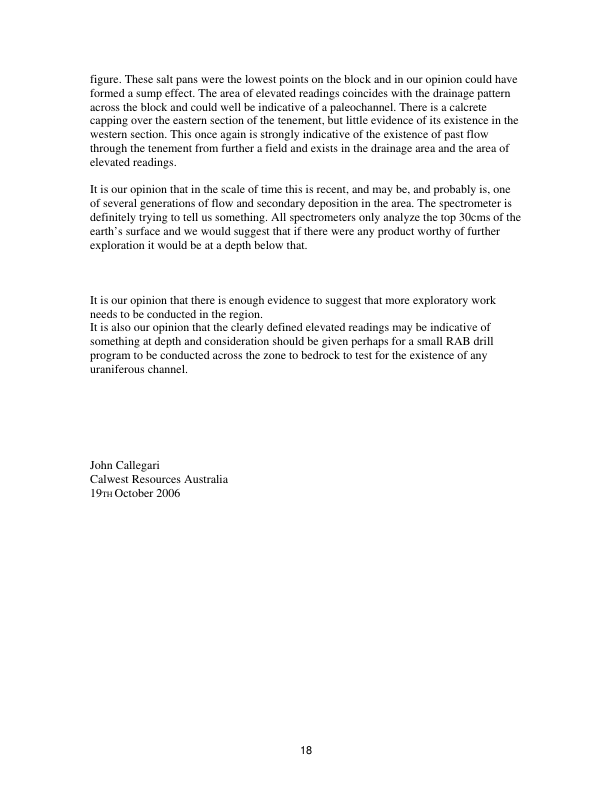 figure. These salt pans were the lowest points on the block and in our opinion could have
formed a sump effect. The area of elevated readings coincides with the drainage pattern
across the block and could well be indicative of a paleochannel. There is a calcrete
capping over the eastern section of the tenement, but little evidence of its existence in the
western section. This once again is strongly indicative of the existence of past flow
through the tenement from further a field and exists in the drainage area and the area of
elevated readings.
It is our opinion that in the scale of time this is recent, and may be, and probably is, one
of several generations of flow and secondary deposition in the area. The spectrometer is
definitely trying to tell us something. All spectrometers only analyze the top 30cms of the
earth’s surface and we would suggest that if there were any product worthy of further
exploration it would be at a depth below that.
It is our opinion that there is enough evidence to suggest that more exploratory work
needs to be conducted in the region.
It is also our opinion that the clearly defined elevated readings may be indicative of
something at depth and consideration should be given perhaps for a small RAB drill
program to be conducted across the zone to bedrock to test for the existence of any
uraniferous channel.
John Callegari
Calwest Resources Australia
19TH October 2006
18